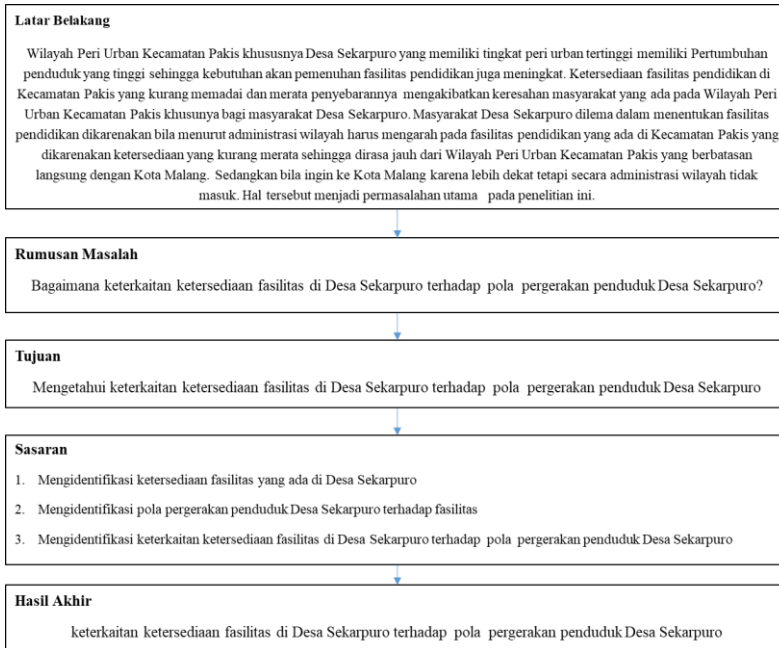 Latar Belakang
Wilayah Peri Urban Kecamatan Pakis khususnya Desa Sekarpuro yang memiliki tingkat peri urban tertinggi memiliki Pertumbuhan
penduduk yang tinggi sehingga kebutuhan akan pemenuhan fasilitas pendidikan juga meningkat. Ketersediaan fasilitas pendidikan di
Kecamatan Pakis yang kurang memadai dan merata penyebarannya mengakibatkan keresahan masyarakat yang ada pada Wilayah Peri
Urban Kecamatan Pakis khusunya bagi masyarakat Desa Sekarpuro. Masyarakat Desa Sekarpuro dilema dalam menentukan fasilitas
pendidikan dikarenakan bila menurut administrasi wilayah harus mengarah pada fasilitas pendidikan yang ada di Kecamatan Pakis yang
dikarenakan ketersediaan yang kurang merata sehingga dirasa jauh dari Wilayah Peri Urban Kecamatan Pakis yang berbatasan
langsung dengan Kota Malang. Sedangkan bila ingin ke Kota Malang karena lebih dekat tetapi secara administrasi wilayah tidak
masuk. Hal tersebut menjadi permasalahan utama pada penelitian ini.
Rumusan Masalah
Bagaimana keterkaitan ketersediaan fasilitas di Desa Sekarpuro terhadap pola pergerakan penduduk Desa Sekarpuro?
Tujuan
Mengetahui keterkaitan ketersediaan fasilitas di Desa Sekarpuro terhadap pola pergerakan penduduk Desa Sekarpuro
Sasaran
1. Mengidentifikasi ketersediaan fasilitas yang ada di Desa Sekarpuro
2. Mengidentifikasi pola pergerakan penduduk Desa Sekarpuro terhadap fasilitas
3. Mengidentifikasi keterkaitan ketersediaan fasilitas di Desa Sekarpuro terhadap pola pergerakan penduduk Desa Sekarpuro
Hasil Akhir
keterkaitan ketersediaan fasilitas di Desa Sekarpuro terhadap pola pergerakan penduduk Desa Sekarpuro